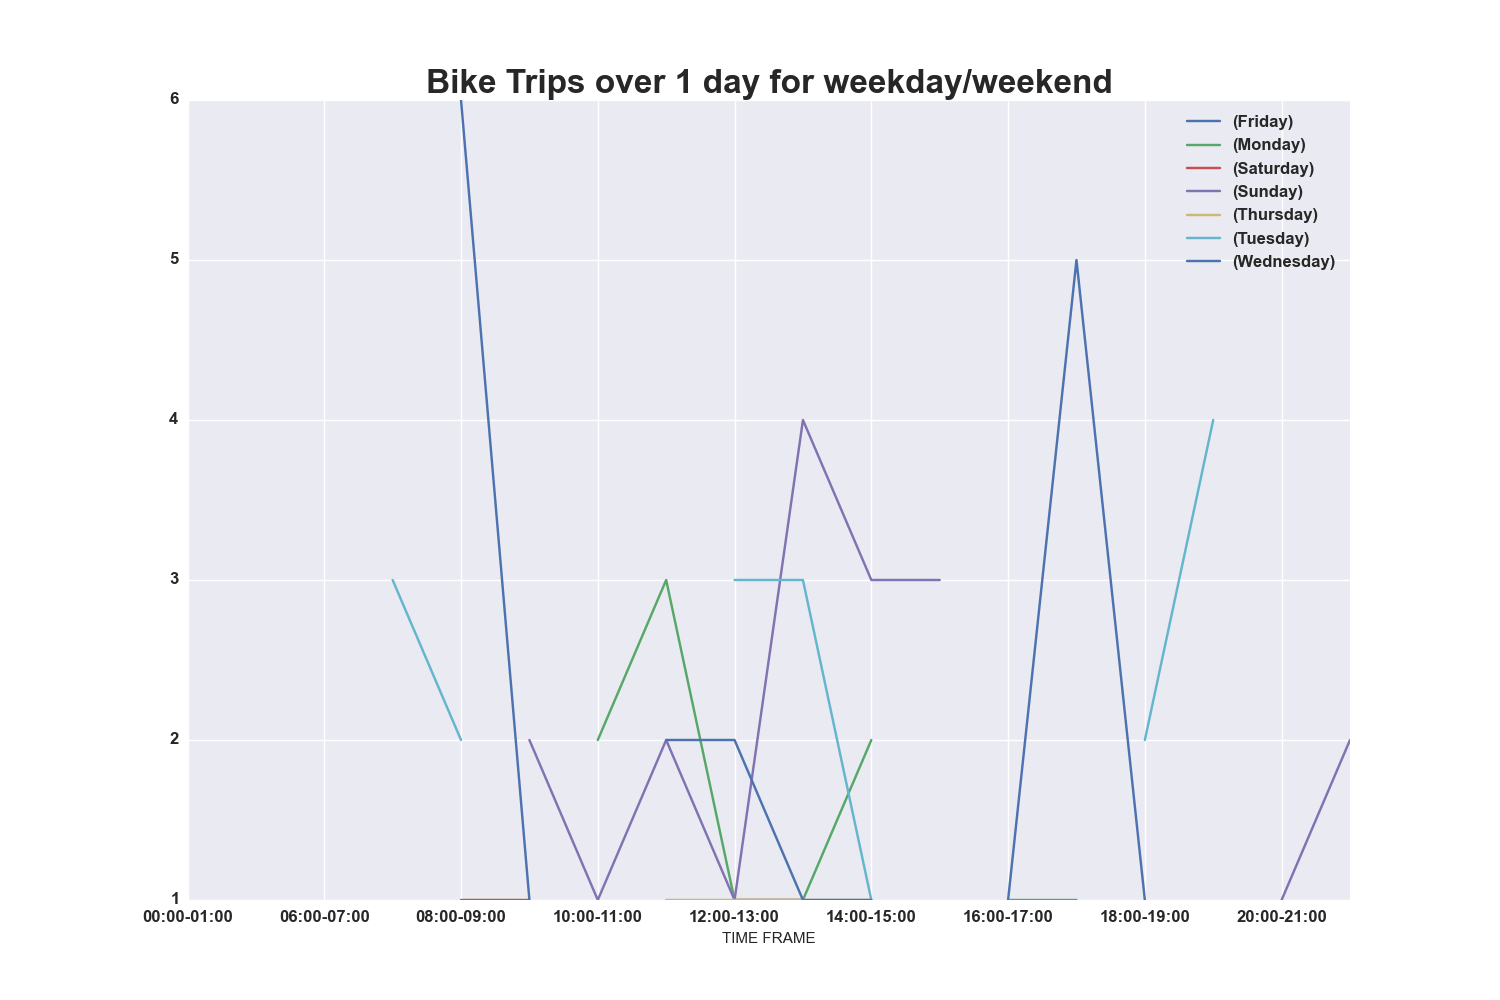 Bike Trips over 1 day for weekday/weekend
6
5
4
3
2
1
(Friday)
(Monday)
(Saturday)
(Sunday)
(Thursday)
(Tuesday)
(Wednesday)
00:00-01:00 06:00-07:00 08:00-09:00 10:00-11:00 12:00-13:00 14:00-15:00 16:00-17:00 18:00-19:00 20:00-21:00
TIME FRAME